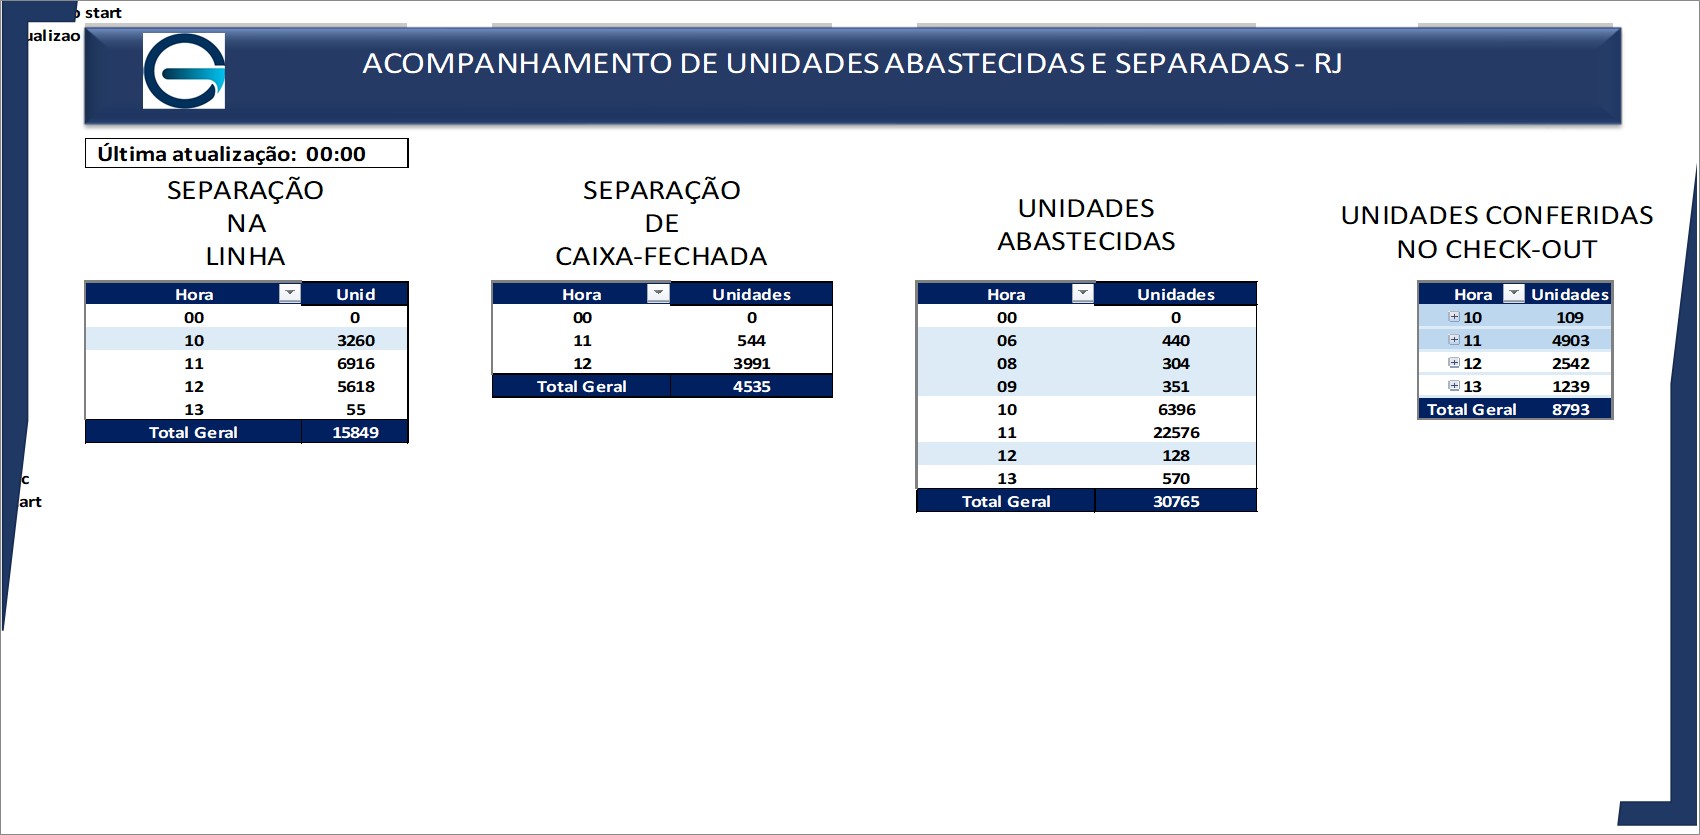 start
ACOMPANHAMENTO DE UNIDADES ABASTECIDAS E SEPARADAS - RJ
Última atualização: 00:00
SEPARAÇÃO
NA
LINHA
Hora Unid
00 0
10 3260
11 6916
12 5618
13 55
Total Geral 15849
SEPARAÇÃO
DE
CAIXA-FECHADA
Hora Unidades
00 0
11 544
12 3991
Total Geral 4535
UNIDADES
ABASTECIDAS
Hora Unidades
00 0
06 440
08 304
09 351
10 6396
11 22576
12 128
13 570
Total Geral 30765
UNIDADES CONFERIDAS
NO CHECK-OUT
Hora Unidades
10 109
11 4903
12 2542
13 1239
Total Geral 8793